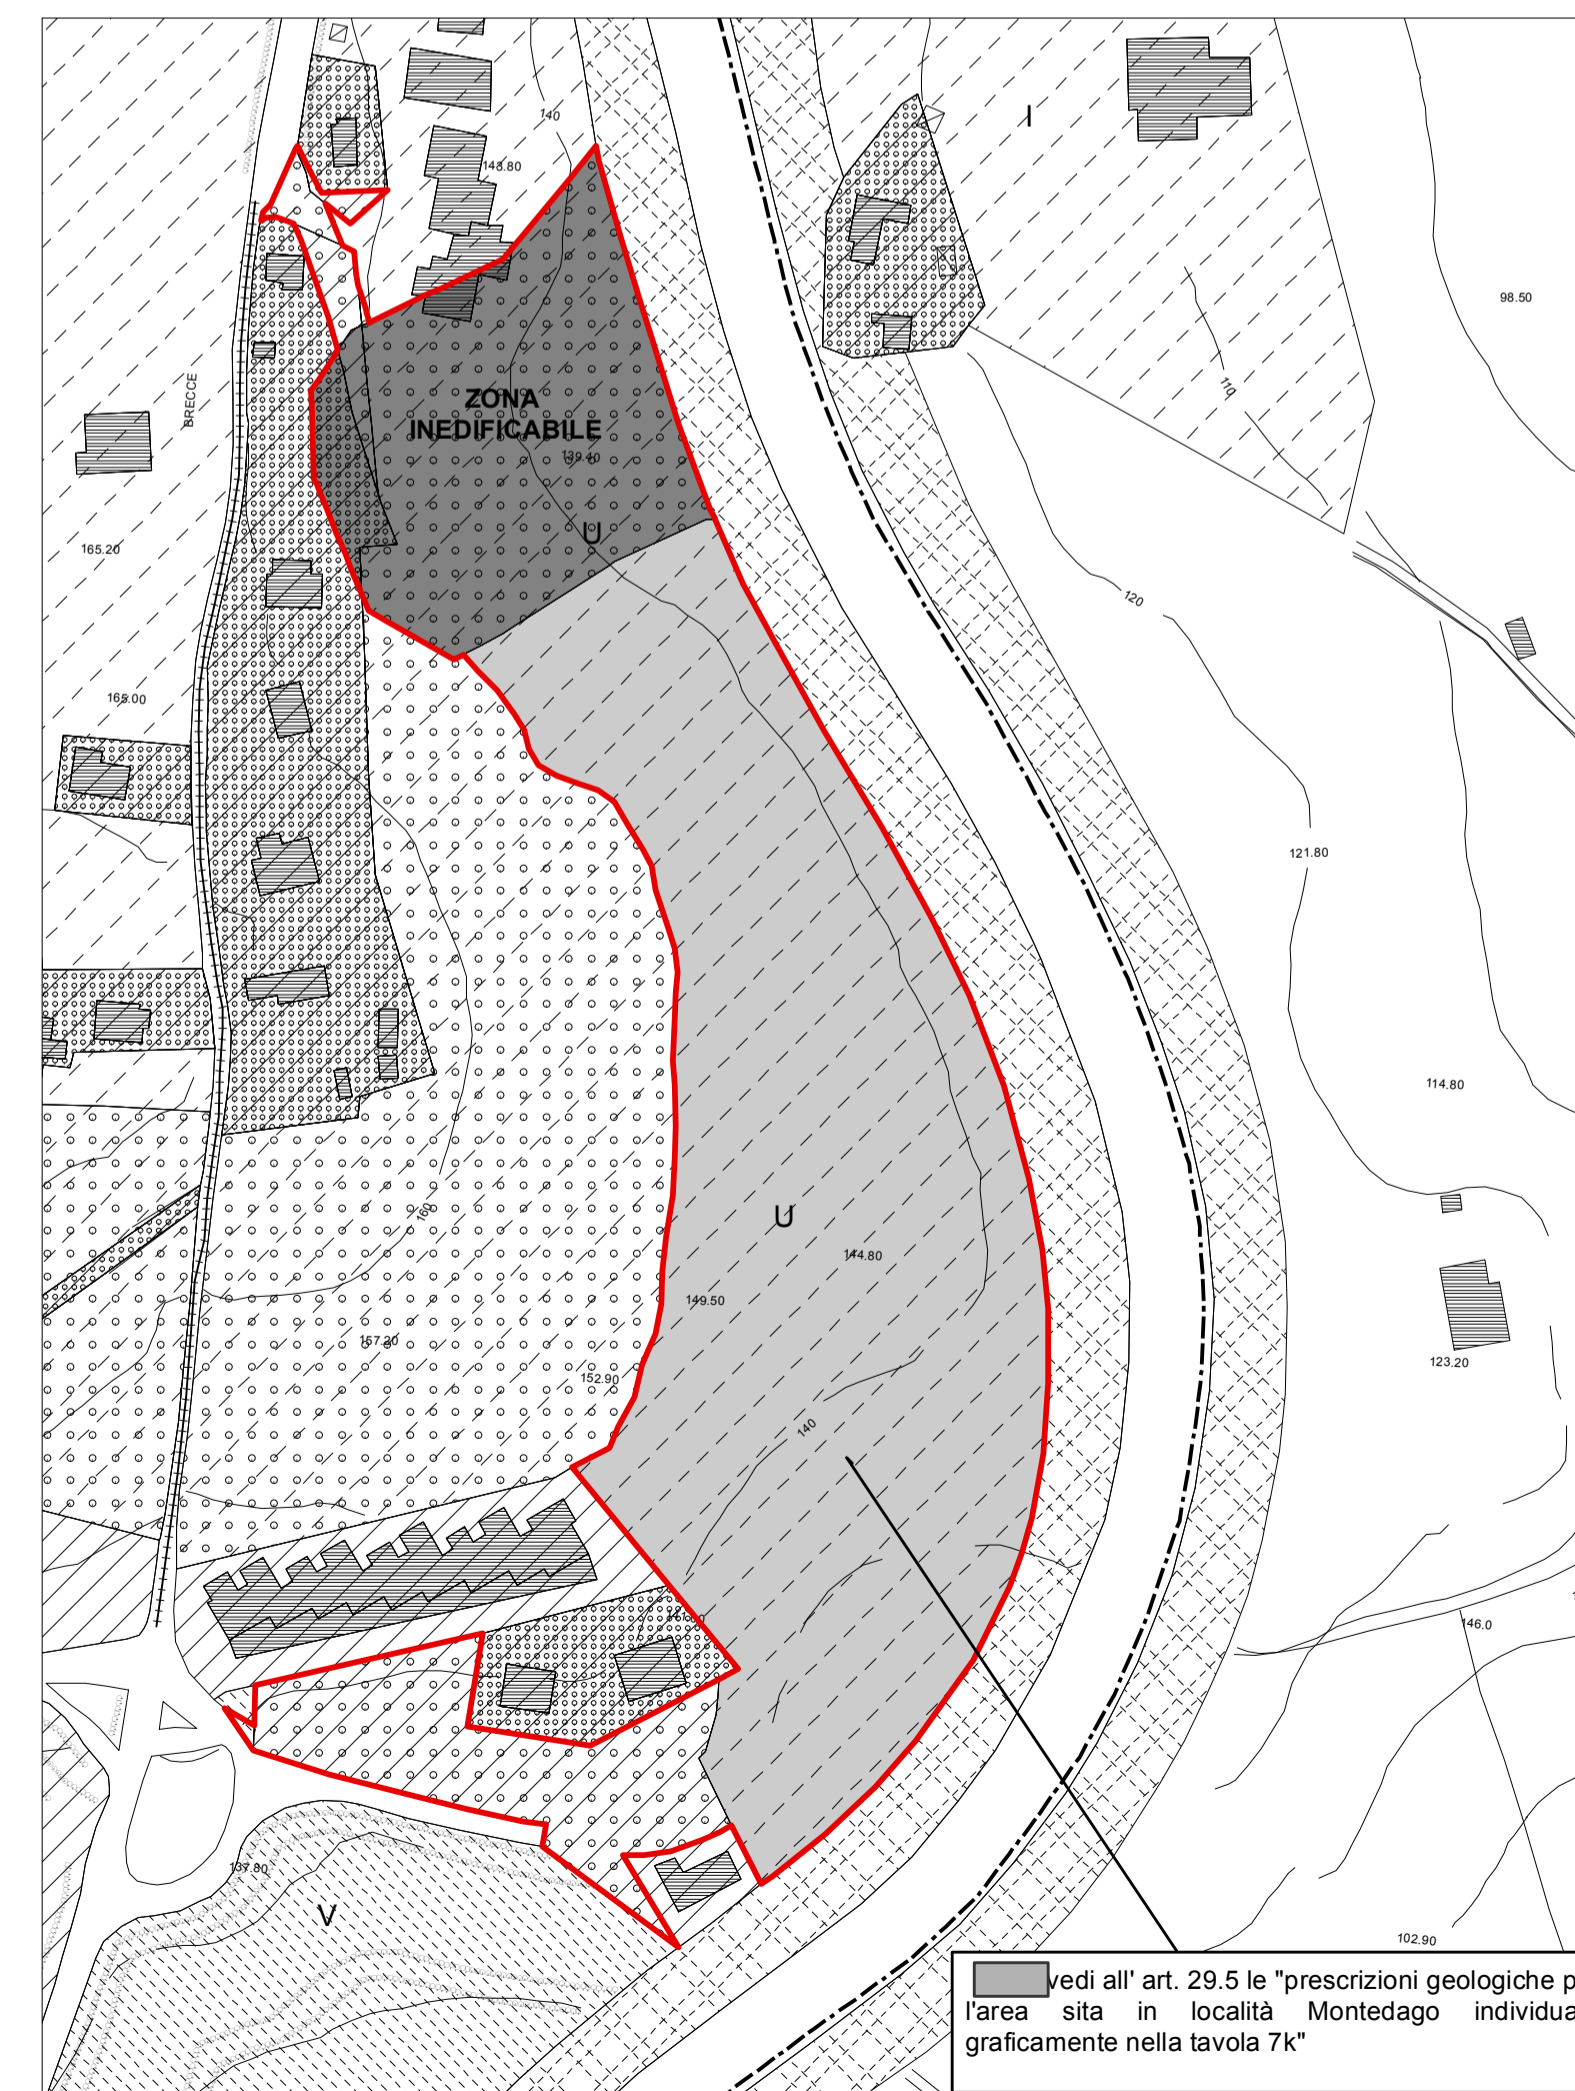 140
143.80
I
98.50
BRECCE
110
ZONA
INEDIFICABILE
139.40
U
165.20
120
165.00
121.80
114.80
160
U
144.80
149.50
157.20
123.20
152.90
140
146.0
137.80
V
102.90
vedi all' art. 29.5 le "prescrizioni geologiche p
l'area sita in località Montedago individua
graficamente nella tavola 7k"